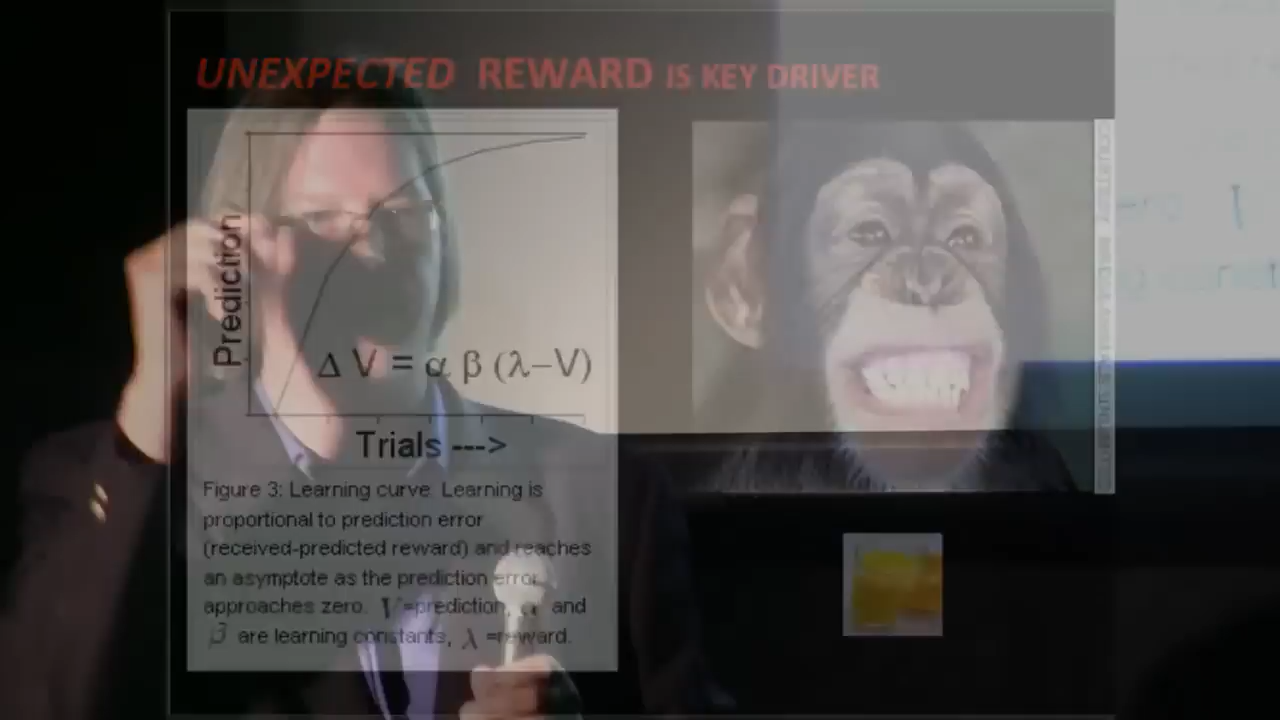 UNEXPECTED REWARD IS KEY DRIVER
Prediction
Δ V = α β (λ–V)
Trials --->
Figure 3: Learning curve. Learning is
proportional to prediction error
(received-predicted reward) and reaches
an asymptote as the prediction error
approaches zero. V=prediction, α and
β are learning constants, λ =reward.